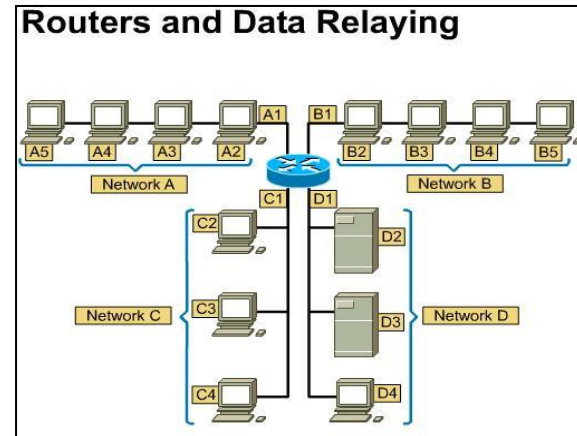 Routers and Data Relaying
A1 B1
A5 A4 A3 A2 B2 B3 B4 B5
Network A Network B
C1 D1
C2 D2
Network C C3 D3 Network D
C4 D4